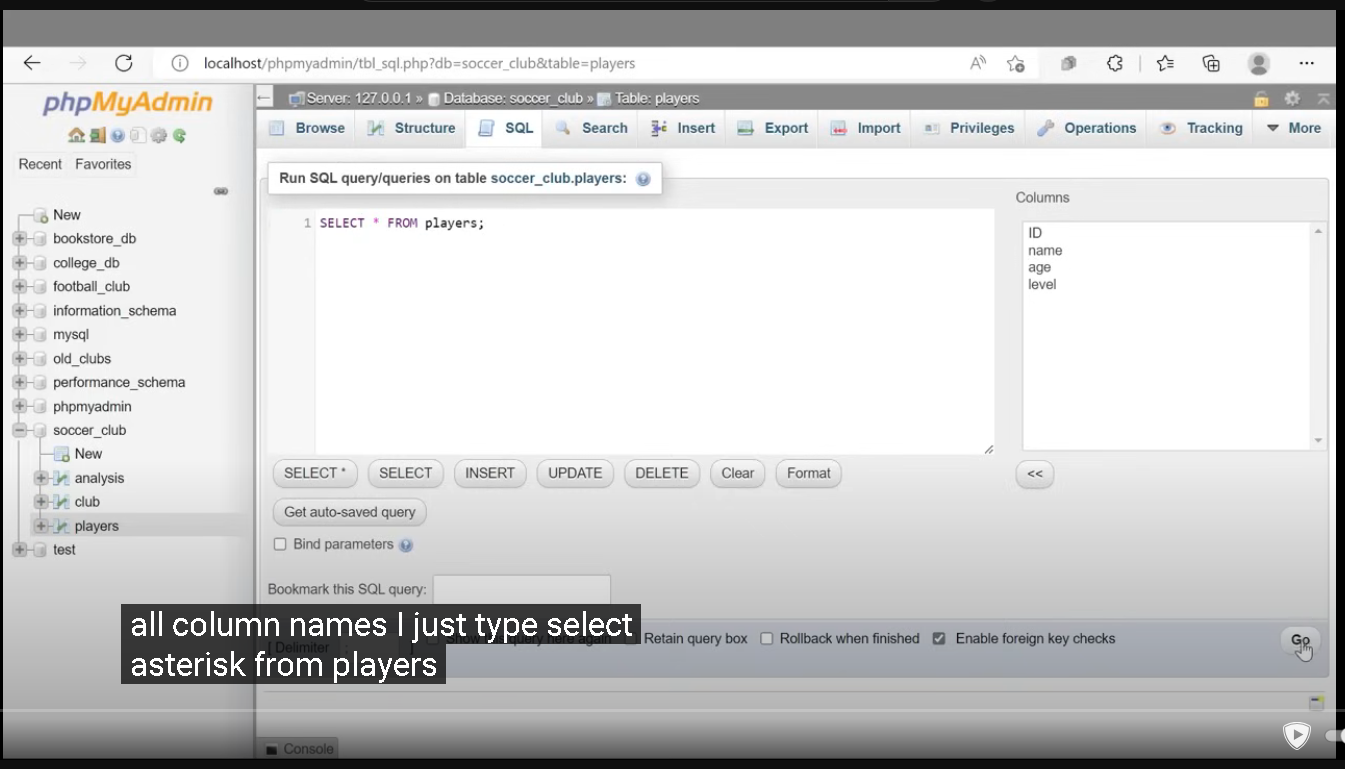 localhost/phpmyadmin/tbl_sql.php?db=soccer_club&table=players
phpMyAdmin
Recent Favorites
New
bookstore_db
college_db
football_club
information_schema
mysql
old_clubs
performance_schema
phpmyadmin
soccer_club
New
analysis
club
players
test
Server: 127.0.0.1 » Database: soccer_club » Table: players
Browse Structure SQL Search Insert Export Import Privileges Operations Tracking More
Run SQL query/queries on table soccer_club.players:
1 SELECT * FROM players;
Columns
ID
name
age
level
SELECT * SELECT INSERT UPDATE DELETE Clear Format <<
Get auto-saved query
Bind parameters
Bookmark this SQL query:
[ Delimiter ]
Retain query box Rollback when finished Enable foreign key checks Go
all column names I just type select
asterisk from players
Console